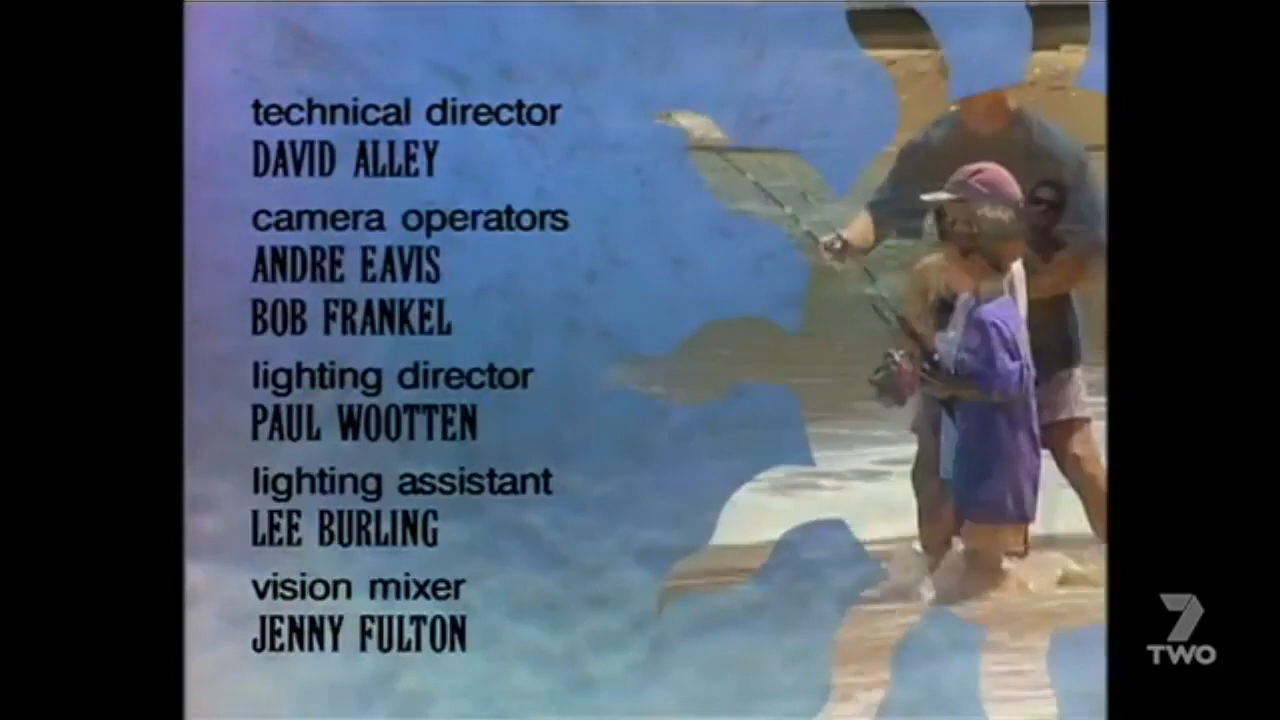 technical director
DAVID ALLEY
camera operators
ANDRE EAVIS
BOB FRANKEL
lighting director
PAUL WOOTTEN
lighting assistant
LEE BURLING
vision mixer
JENNY FULTON
7
TWO